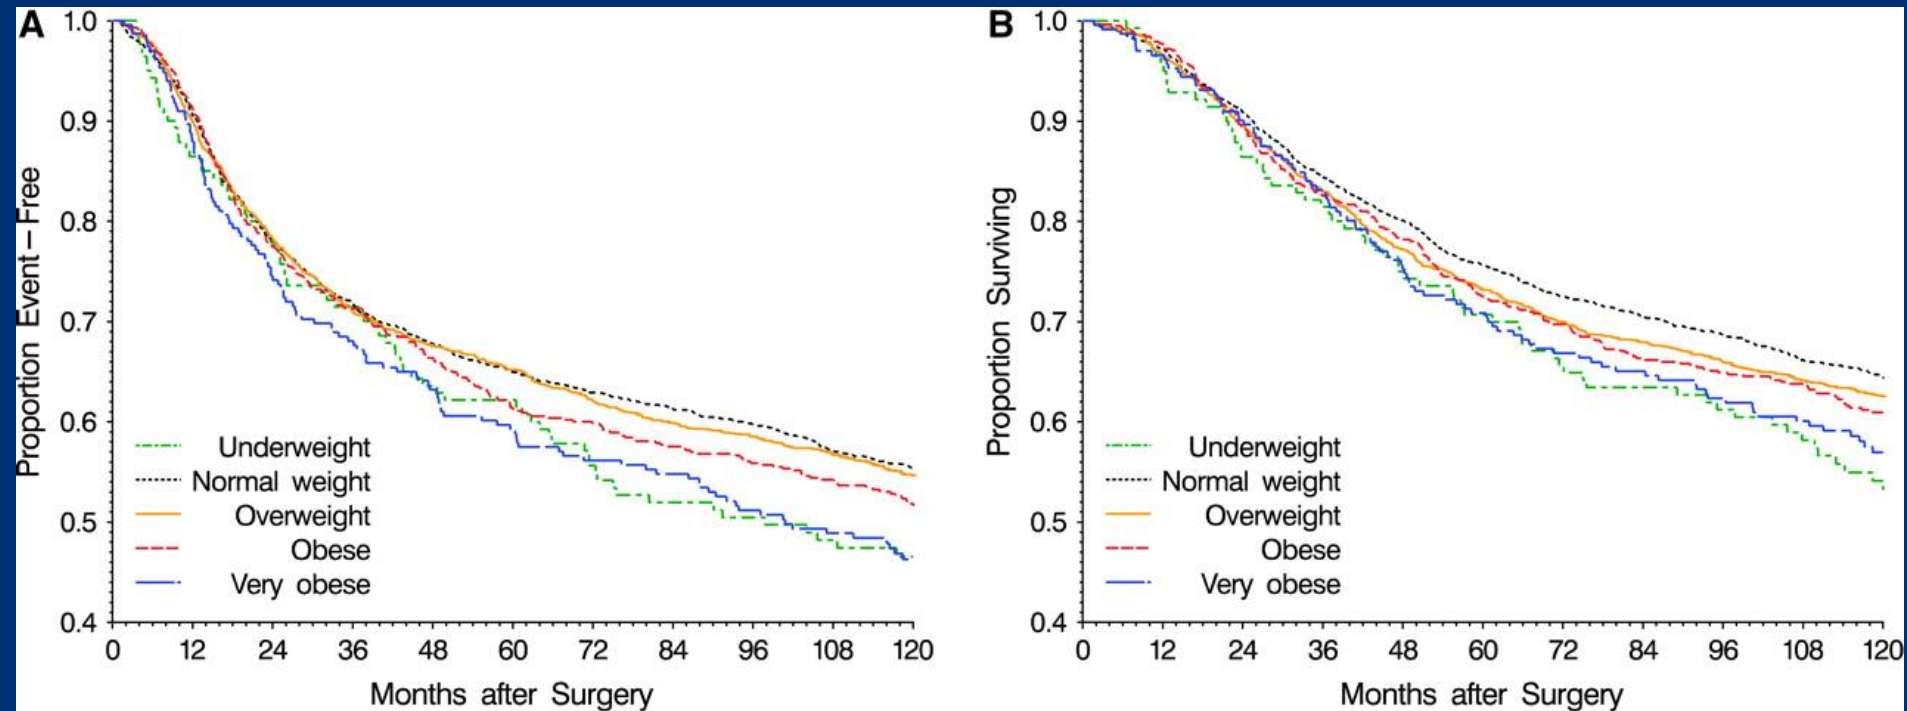 A
Proportion Event–Free
1.0
0.9
0.8
0.7
0.6
0.5
0.4
Underweight
Normal weight
Overweight
Obese
Very obese
0 12 24 36 48 60 72 84 96 108 120
Months after Surgery
B
Proportion Surviving
1.0
0.9
0.8
0.7
0.6
0.5
0.4
Underweight
Normal weight
Overweight
Obese
Very obese
0 12 24 36 48 60 72 84 96 108 120
Months after Surgery